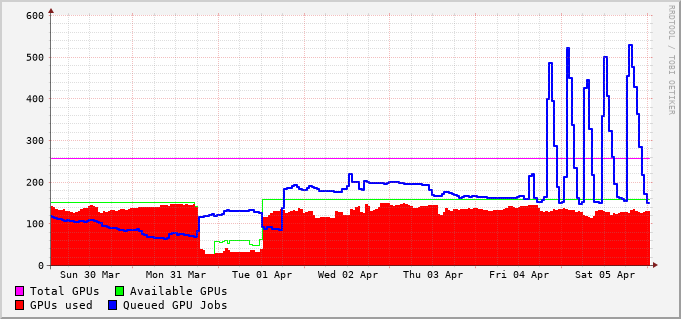 600
500
400
300
200
100
0
Sun 30 Mar Mon 31 Mar Tue 01 Apr Wed 02 Apr Thu 03 Apr Fri 04 Apr Sat 05 Apr
Total GPUs Available GPUs
GPUs used Queued GPU Jobs
RRDTOOL / TOBI OETIKER